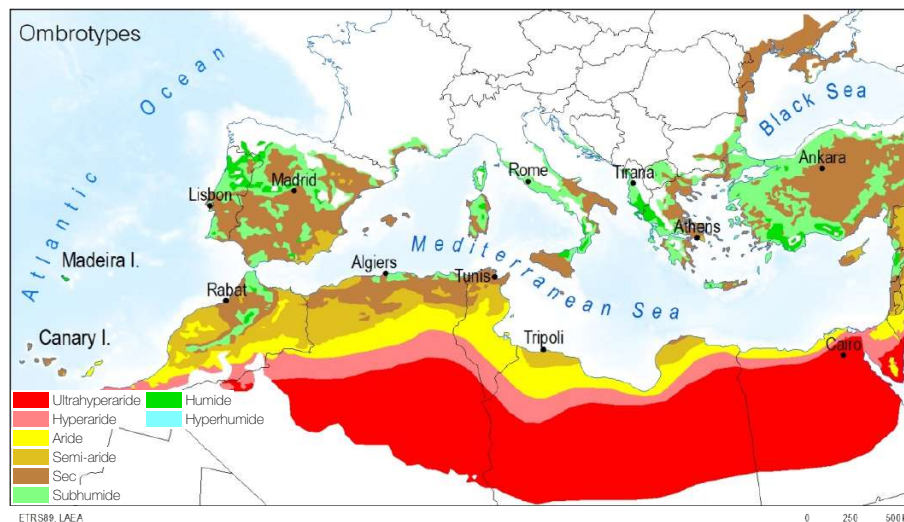 Ombrotypes
Atlantic Ocean
Black Sea
Ankara
Madrid
Rome
Tirana
Lisbon
Athens
Mediterranean Sea
Madeira I.
Algiers
Tunis
Rabat
Canary I.
Tripoli
Cairo
Ultrahyperaride
Humide
Hyperaride
Hyperhumide
Aride
Semi-aride
Sec
Subhumide
ETRS89, LAEA
0 250 500